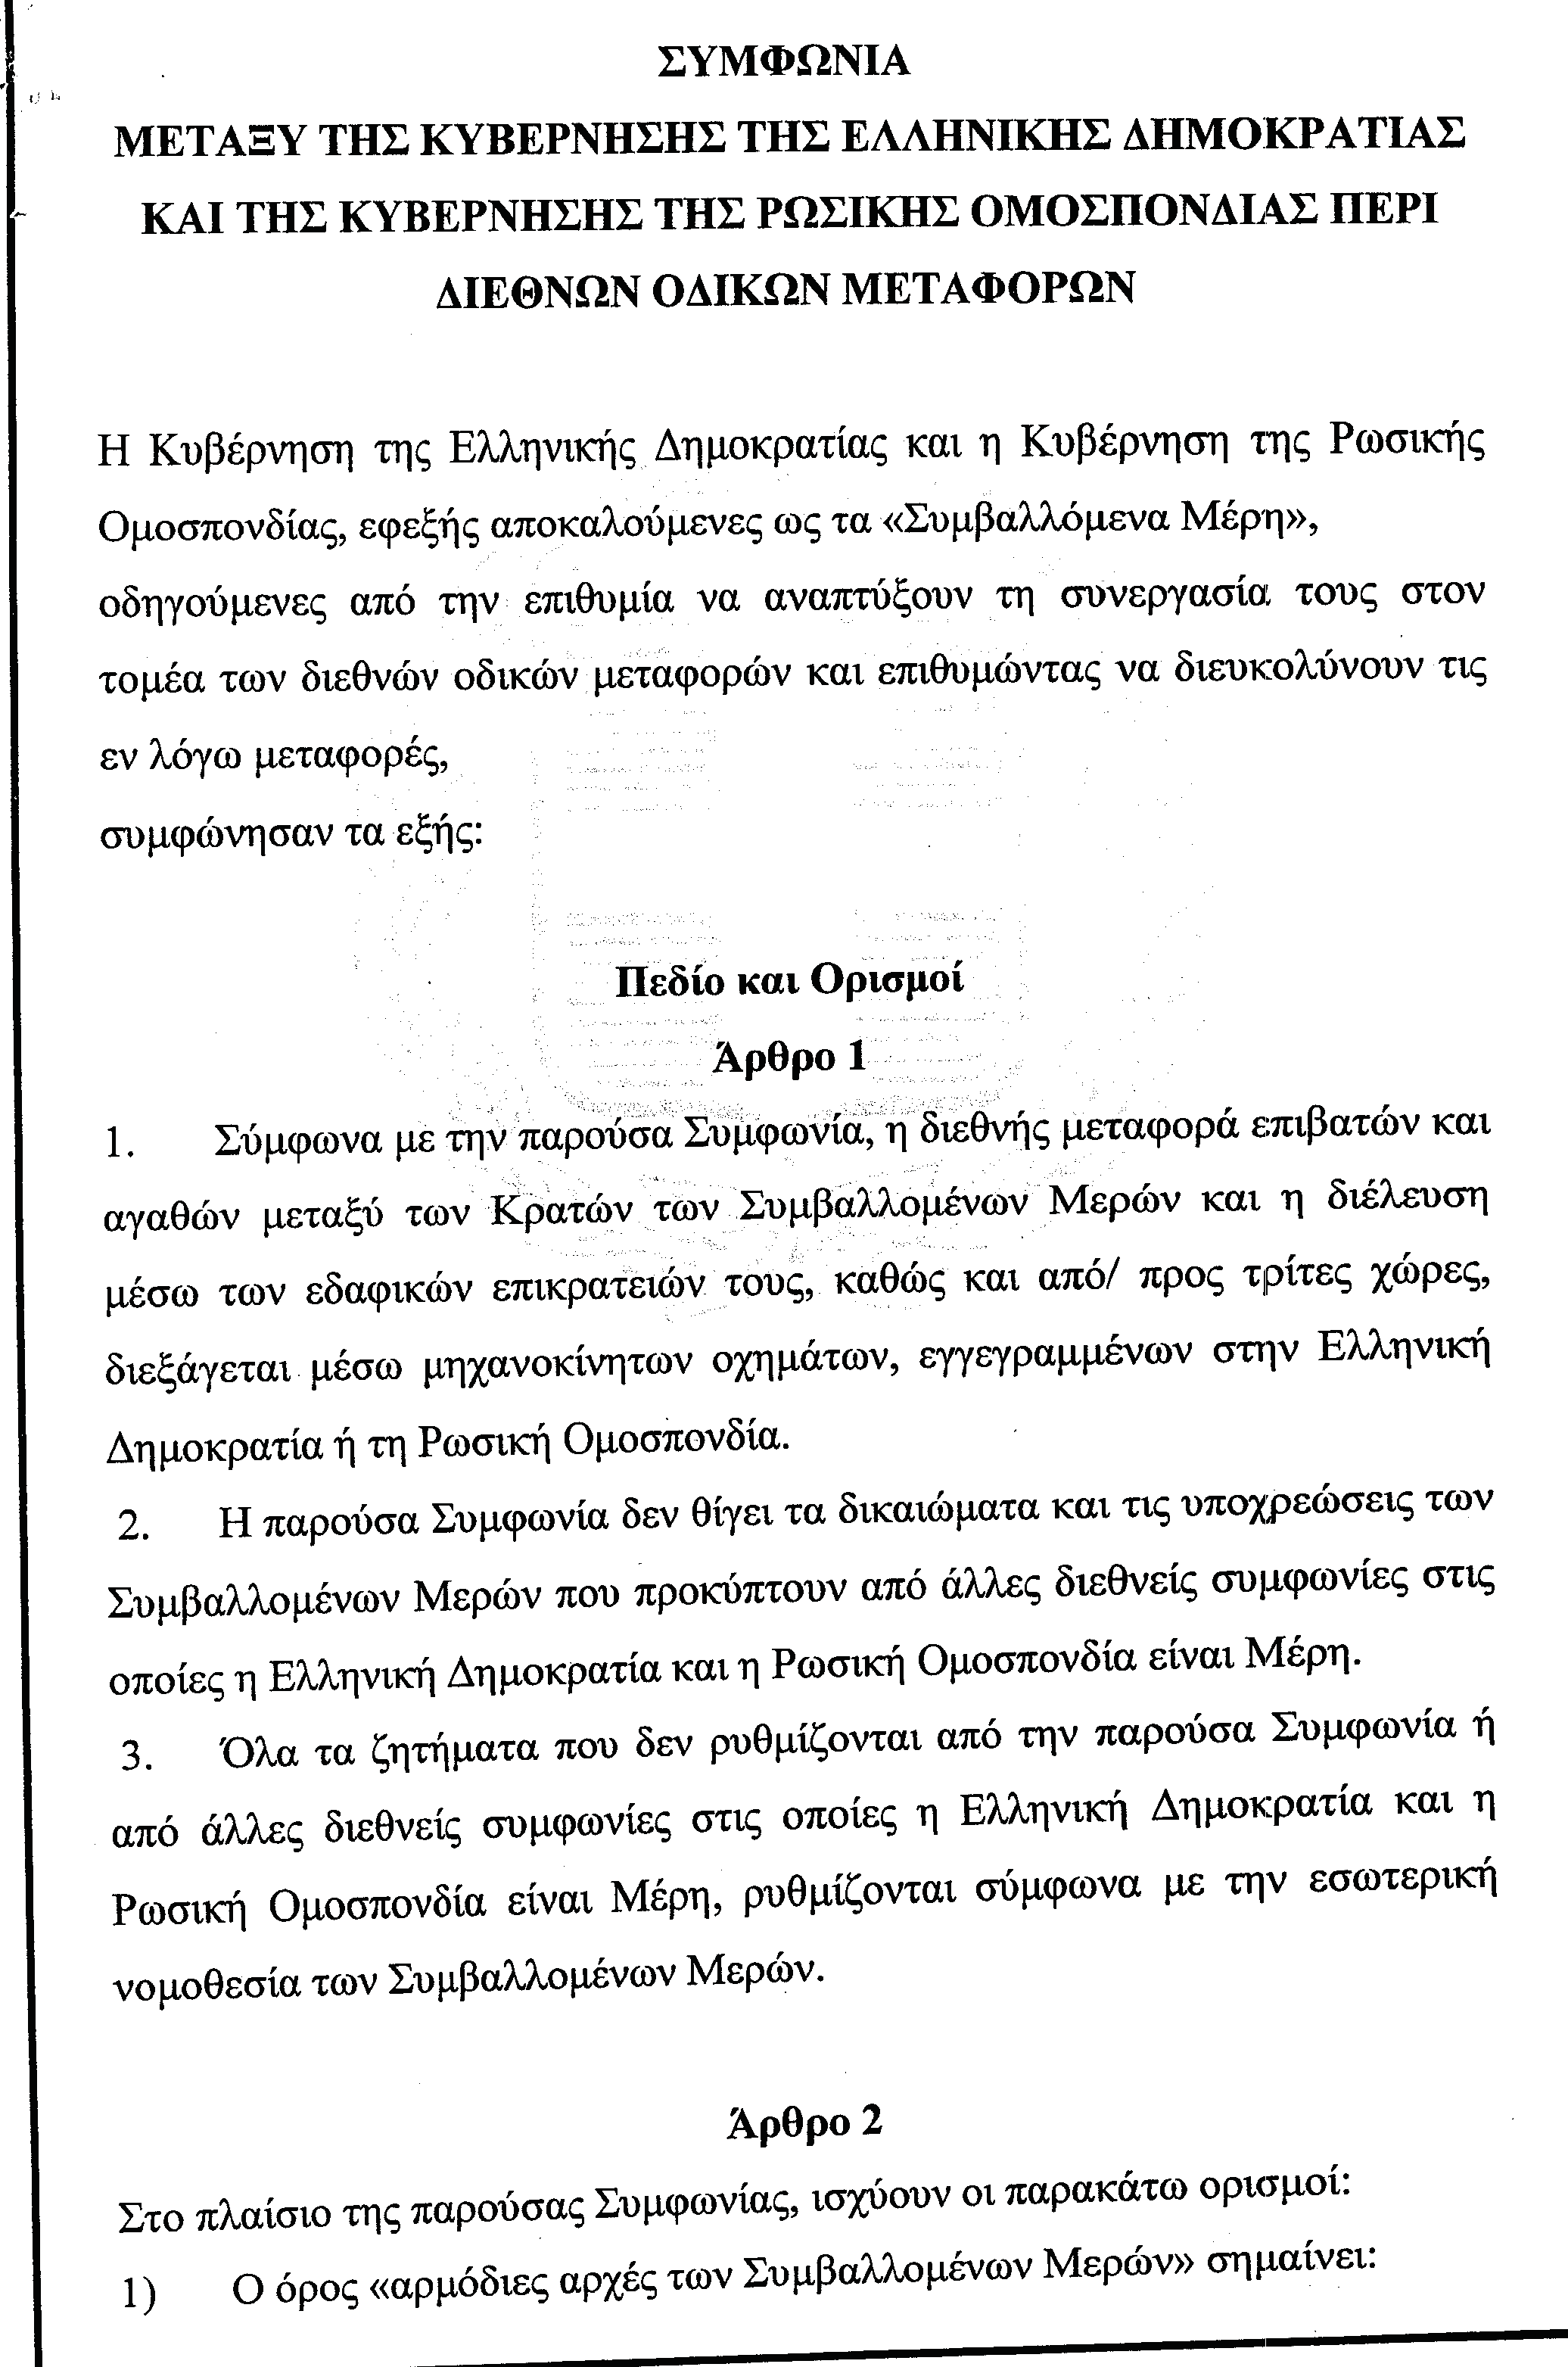 ΣΥΜΦΩΝΙΑ
ΜΕΤΑΞΥ ΤΗΣ ΚΥΒΕΡΝΗΣΗΣ ΤΗΣ ΕΛΛΗΝΙΚΗΣ ΔΗΜΟΚΡΑΤΙΑΣ
ΚΑΙ ΤΗΣ ΚΥΒΕΡΝΗΣΗΣ ΤΗΣ ΡΩΣΙΚΗΣ ΟΜΟΣΠΟΝΔΙΑΣ ΠΕΡΙ
ΔΙΕΘΝΩΝ ΟΔΙΚΩΝ ΜΕΤΑΦΟΡΩΝ
Η Κυβέρνηση της Ελληνικής Δημοκρατίας και η Κυβέρνηση της Ρωσικής
Ομοσπονδίας, εφεξής αποκαλούμενες ως τα «Συμβαλλόμενα Μέρη»,
οδηγούμενες από την επιθυμία να αναπτύξουν τη συνεργασία τους στον
τομέα των διεθνών οδικών μεταφορών και επιθυμώντας να διευκολύνουν τις
εν λόγω μεταφορές,
συμφώνησαν τα εξής:
Πεδίο και Ορισμοί
Άρθρο 1
1. Σύμφωνα με την παρούσα Συμφωνία, η διεθνής μεταφορά επιβατών και
αγαθών μεταξύ των Κρατών των Συμβαλλομένων Μερών και η διέλευση
μέσω των εδαφικών επικρατειών τους, καθώς και από/ προς τρίτες χώρες,
διεξάγεται μέσω μηχανοκίνητων οχημάτων, εγγεγραμμένων στην Ελληνική
Δημοκρατία ή τη Ρωσική Ομοσπονδία.
2. Η παρούσα Συμφωνία δεν θίγει τα δικαιώματα και τις υποχρεώσεις των
Συμβαλλομένων Μερών που προκύπτουν από άλλες διεθνείς συμφωνίες στις
οποίες η Ελληνική Δημοκρατία και η Ρωσική Ομοσπονδία είναι Μέρη.
3. Όλα τα ζητήματα που δεν ρυθμίζονται από την παρούσα Συμφωνία ή
από άλλες διεθνείς συμφωνίες στις οποίες η Ελληνική Δημοκρατία και η
Ρωσική Ομοσπονδία είναι Μέρη, ρυθμίζονται σύμφωνα με την εσωτερική
νομοθεσία των Συμβαλλομένων Μερών.
Άρθρο 2
Στο πλαίσιο της παρούσας Συμφωνίας, ισχύουν οι παρακάτω ορισμοί:
1) Ο όρος «αρμόδιες αρχές των Συμβαλλομένων Μερών» σημαίνει: